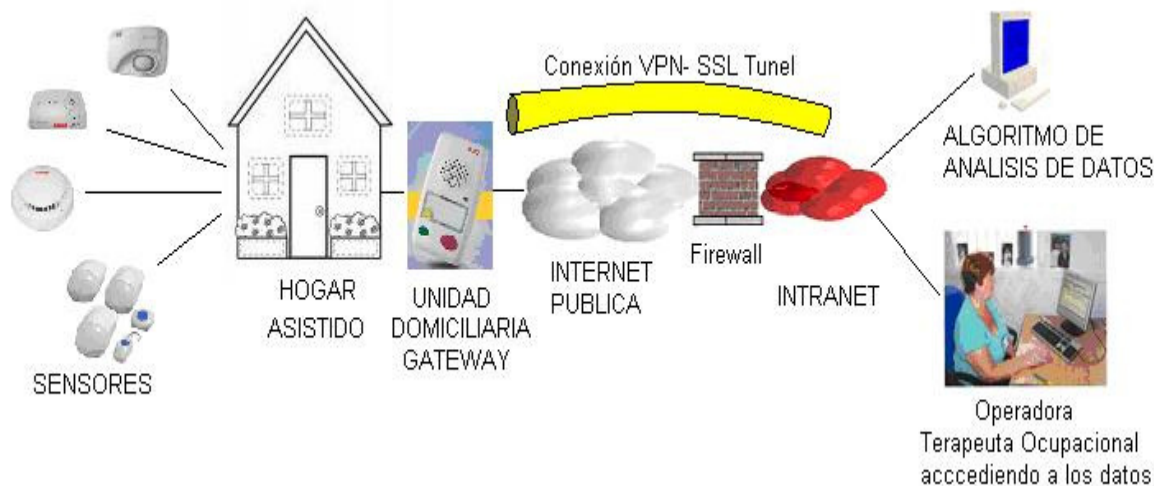 Conexión VPN- SSL Tunel
ALGORITMO DE
ANALISIS DE DATOS
Firewall
HOGAR
ASISTIDO
UNIDAD
DOMICILIARIA
GATEWAY
INTERNET
PUBLICA
INTRANET
SENSORES
Operadora
Terapeuta Ocupacional
acccediendo a los datos